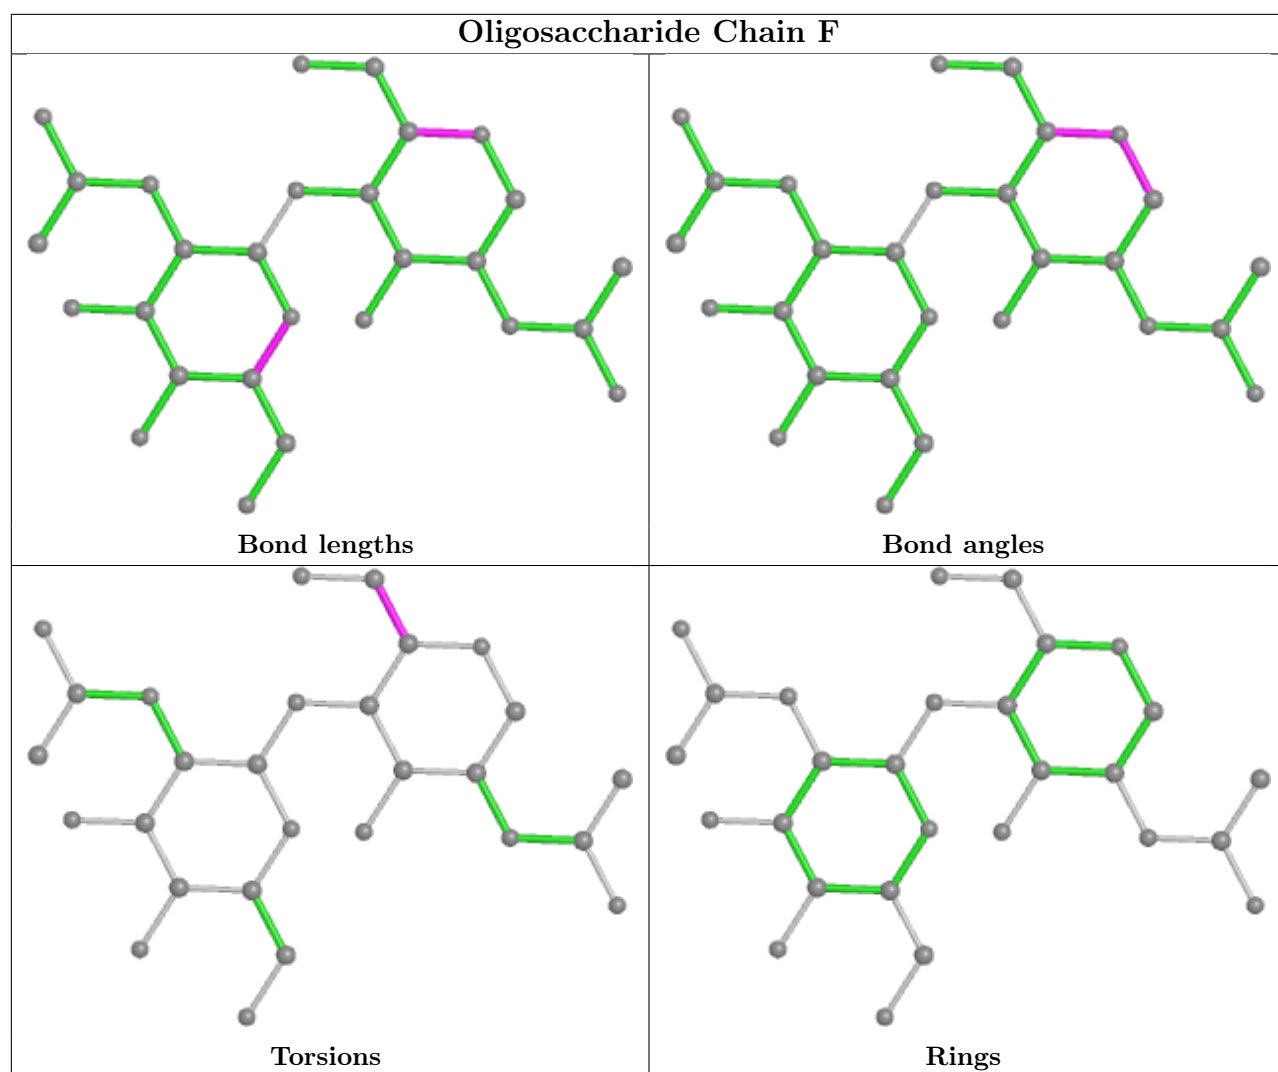 Oligosaccharide Chain F
Bond lengths
Bond angles
Torsions
Rings